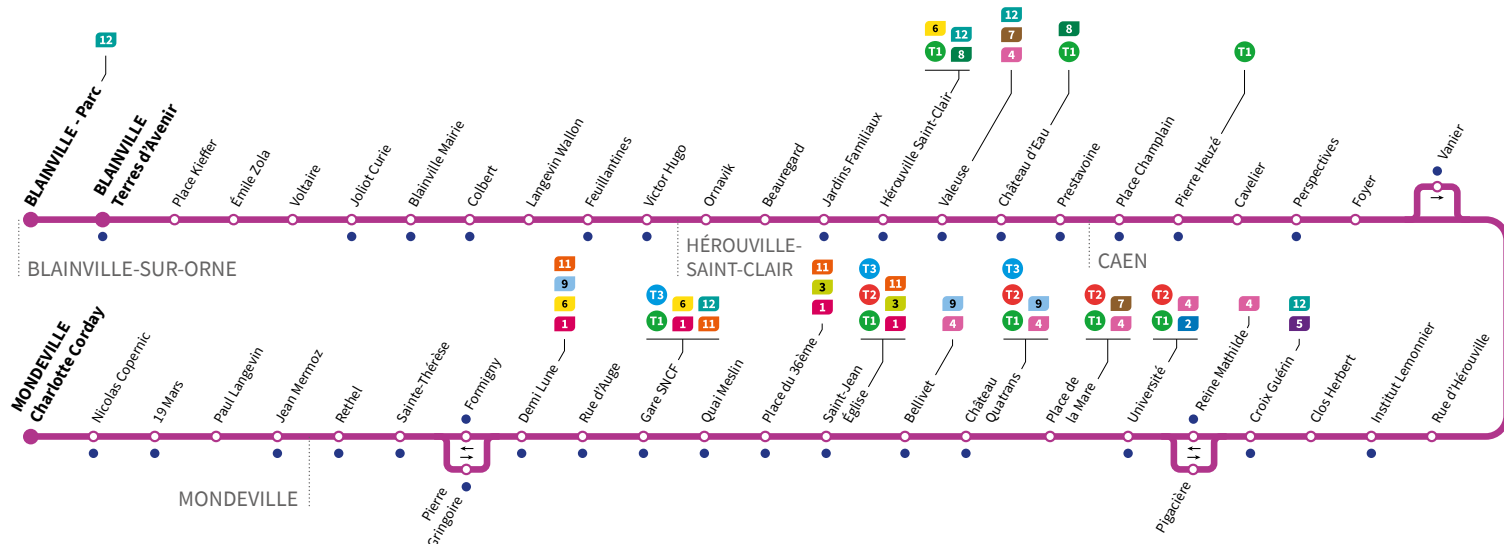 12
BLAINVILLE - Parc
BLAINVILLE
Terres d'Avenir
Place Kieffer
Émile Zola
Voltaire
Joliot Curie
Blainville Mairie
Colbert
Langevin Wallon
Feuillantines
Victor Hugo
Ornavik
Beauregard
Jardins Familiaux
6 12
T1 8
Hérouville Saint-Clair
12
7
4
Valeuse
8
T1
Château d'Eau
Prestavoine
Place Champlain
T1
Pierre Heuzé
Cavelier
Perspectives
Foyer
Vanier
→
BLAINVILLE-SUR-ORNE
HÉROUVILLE-
SAINT-CLAIR
CAEN
MONDEVILLE
Charlotte Corday
Nicolas Copernic
19 Mars
Paul Langevin
Jean Mermoz
Rethel
Sainte-Thérèse
Formigny
←
→
Pierre
Gringoire
11
9
6
1
Demi Lune
Rue d'Auge
T3 6 12
T1 1 11
Gare SNCF
Quai Meslin
11
3
1
Place du 36ème
T3
T2 11
3
T1 1
Saint-Jean
Église
9
4
Bellivet
T3
T2 9
T1 4
Château
Quatrans
T2 7
T1 4
Place de
la Mare
T2 4
T1 2
Université
4
Reine Mathilde
←
→
Pigacière
12
5
Croix Guérin
Clos Herbert
Institut Lemonnier
Rue d'Hérouville
MONDEVILLE